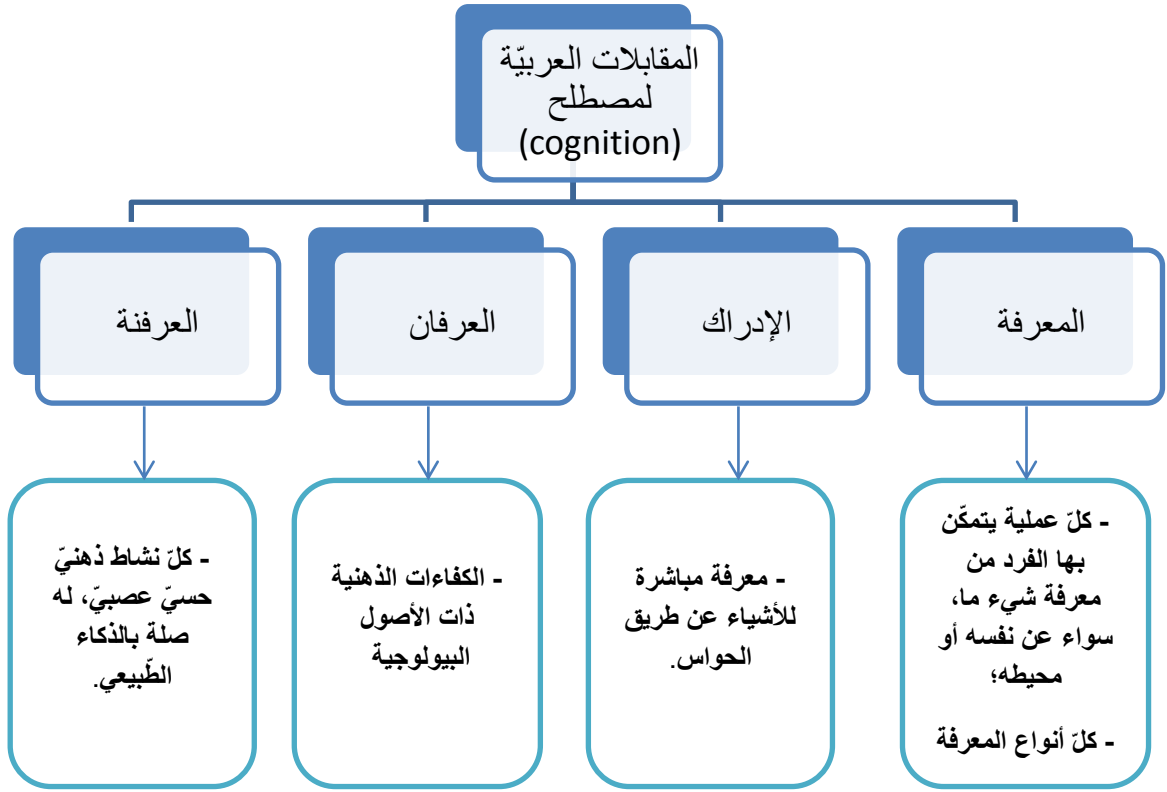 المقابلات العربيّة
لمصطلح
(cognition)
المعرفة
الإدراك
العرفان
العرفنة
- كلّ عملية يتمكّن
بها الفرد من
معرفة شيء ما،
سواء عن نفسه أو
محيطه؛
- كلّ أنواع المعرفة
- معرفة مباشرة
للأشياء عن طريق
الحواس.
- الكفاءات الذهنية
ذات الأصول
البيولوجية
- كلّ نشاط ذهنيّ
حسيّ عصبيّ، له
صلة بالذكاء
الطّبيعي.